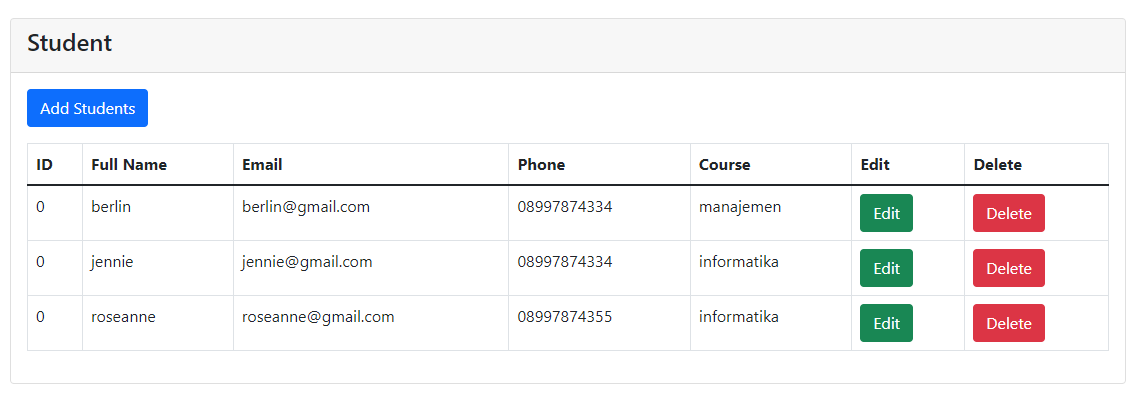 Student
Add Students
ID Full Name Email Phone Course Edit Delete
0 berlin berlin@gmail.com 08997874334 manajemen Edit Delete
0 jennie jennie@gmail.com 08997874334 informatika Edit Delete
0 roseanne roseanne@gmail.com 08997874355 informatika Edit Delete